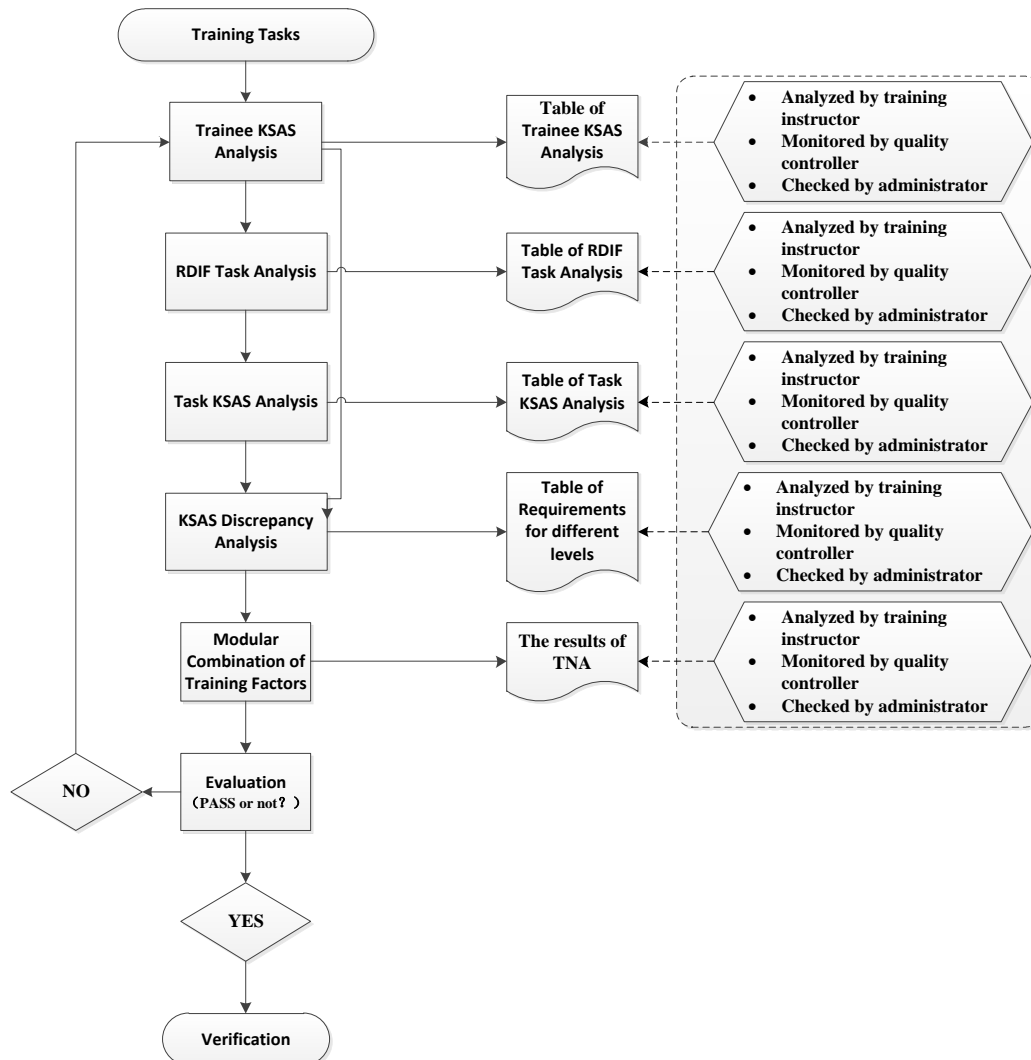 Training Tasks
Trainee KSAS
Analysis
Table of
Trainee KSAS
Analysis
• Analyzed by training
instructor
• Monitored by quality
controller
• Checked by administrator
RDIF Task Analysis
Table of RDIF
Task Analysis
• Analyzed by training
instructor
• Monitored by quality
controller
• Checked by administrator
Task KSAS Analysis
Table of Task
KSAS Analysis
• Analyzed by training
instructor
• Monitored by quality
controller
• Checked by administrator
KSAS Discrepancy
Analysis
Table of
Requirements
for different
levels
• Analyzed by training
instructor
• Monitored by quality
controller
• Checked by administrator
Modular
Combination of
Training Factors
The results of
TNA
• Analyzed by training
instructor
• Monitored by quality
controller
• Checked by administrator
NO
Evaluation
（PASS or not？）
YES
Verification